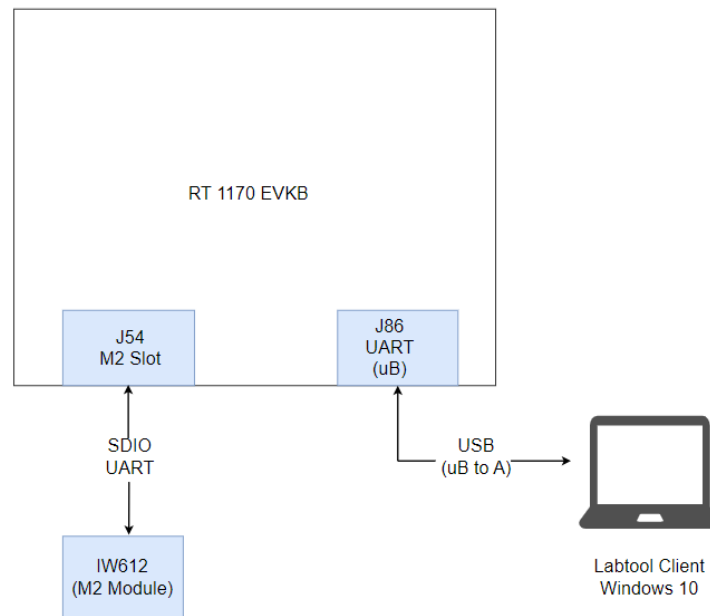 RT 1170 EVKB
J54
M2 Slot
J86
UART
(uB)
SDIO
UART
USB
(uB to A)
IW612
(M2 Module)
Labtool Client
Windows 10